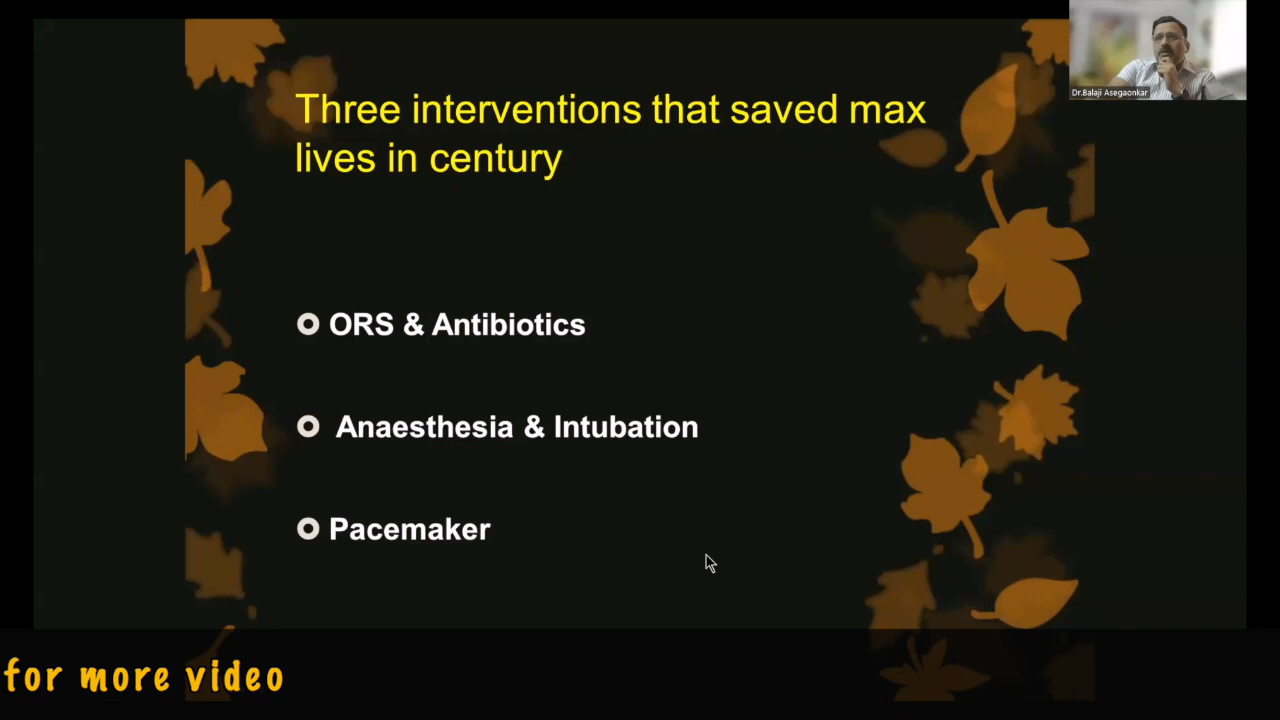 Three interventions that saved max
lives in century
ORS & Antibiotics
Anaesthesia & Intubation
Pacemaker
Dr.Balaji Asegaonkar
for more video